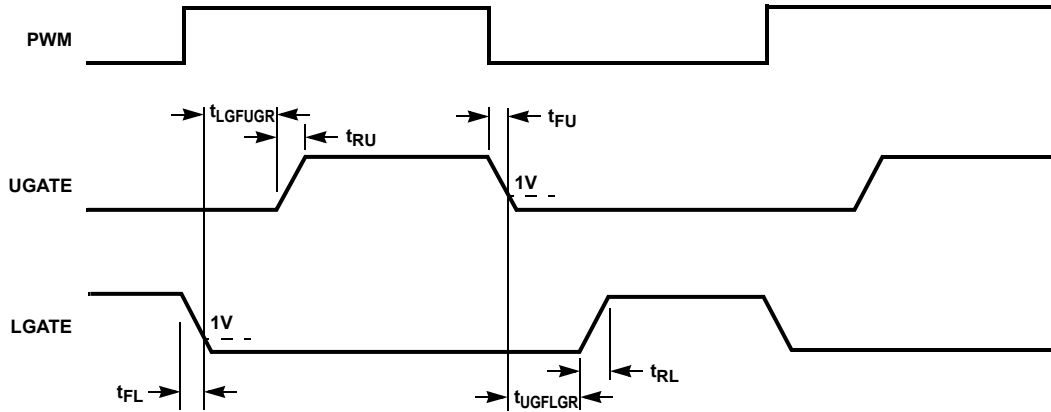 PWM
tLGFUGR
tRU
tFU
UGATE
1V
LGATE
1V
tFL
tRL
tUGFLGR